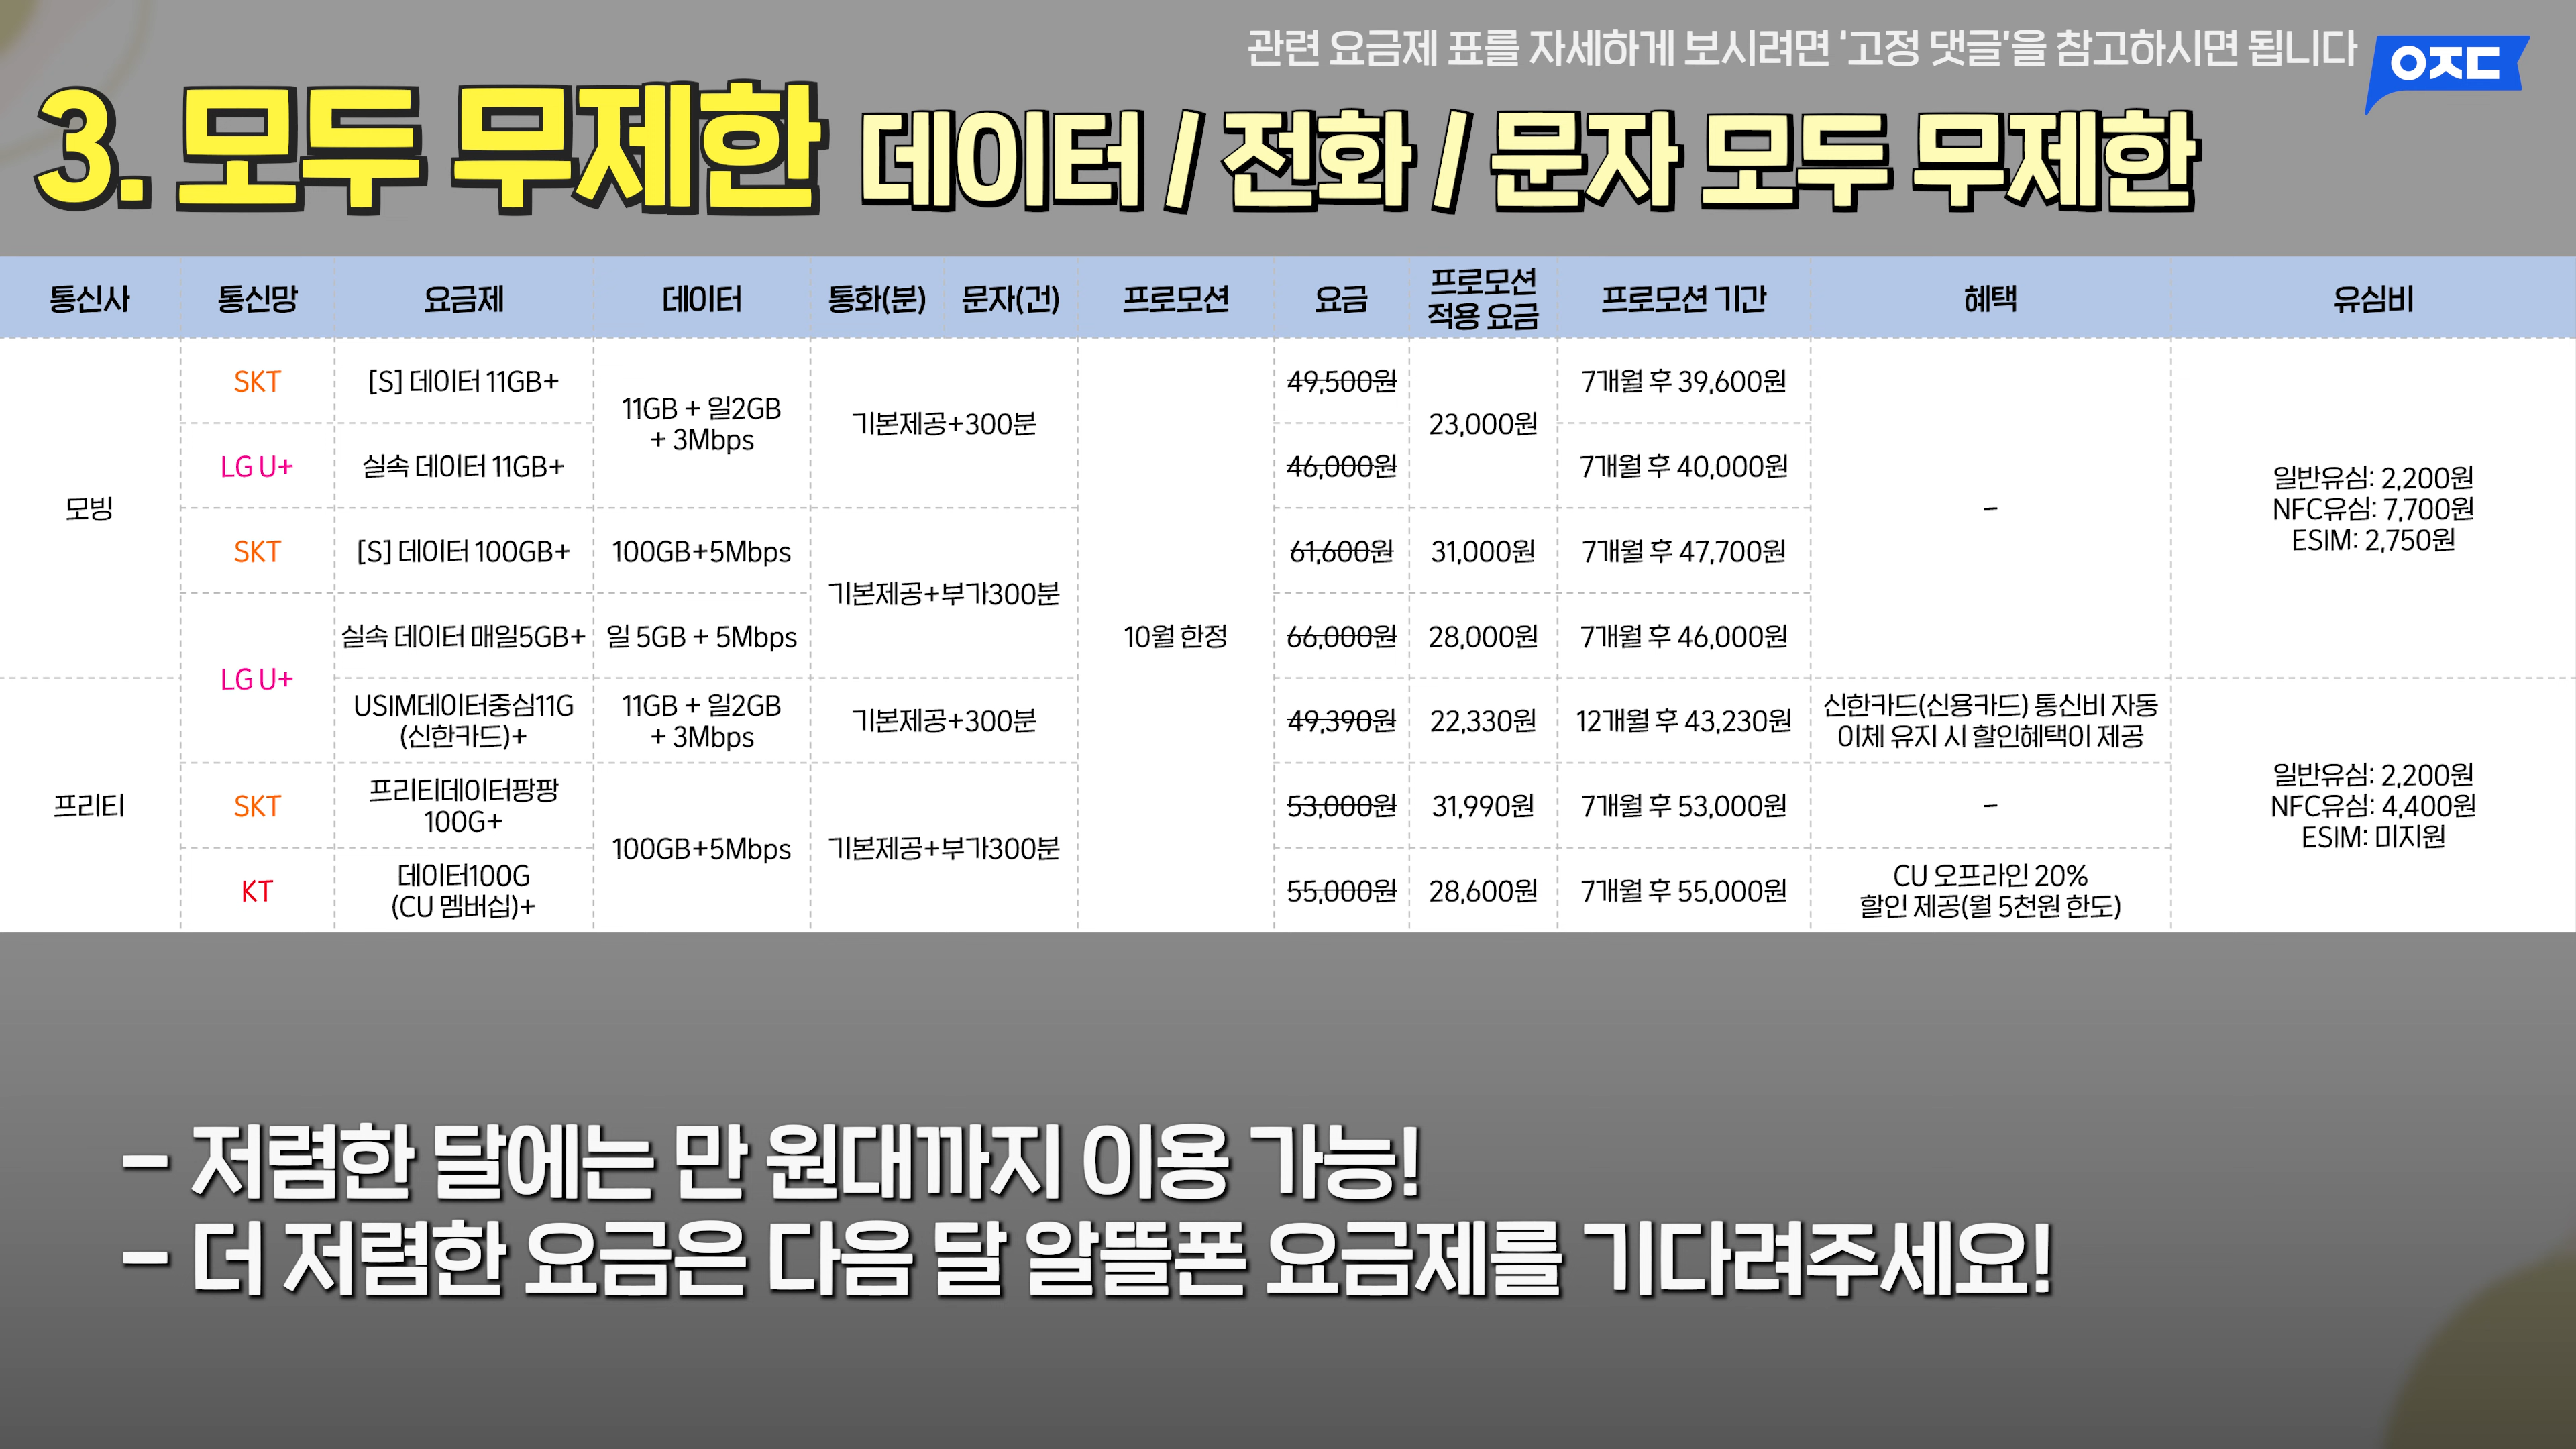 관련 요금제 표를 자세하게 보시려면 '고정 댓글'을 참고하시면 됩니다
오지드
3. 모두 무제한 데이터 / 전화 / 문자 모두 무제한
통신사 통신망 요금제 데이터 통화(분) 문자(건) 프로모션 요금 프로모션 적용 요금 프로모션 기간 혜택 유심비
모빙
SKT [S] 데이터 11GB+ 11GB + 일2GB + 3Mbps 기본제공+300분 10월 한정 49,500원 23,000원 7개월 후 39,600원 -
일반유심: 2,200원
NFC유심: 7,700원
ESIM: 2,750원
LG U+ 실속 데이터 11GB+ 46,000원 7개월 후 40,000원
SKT [S] 데이터 100GB+ 100GB+5Mbps 기본제공+부가300분 61,600원 31,000원 7개월 후 47,700원
LG U+ 실속 데이터 매일5GB+ 일 5GB + 5Mbps 66,000원 28,000원 7개월 후 46,000원
프리티
USIM데이터중심11G (신한카드)+ 11GB + 일2GB + 3Mbps 기본제공+300분 49,390원 22,330원 12개월 후 43,230원 신한카드(신용카드) 통신비 자동 이체 유지 시 할인혜택이 제공
일반유심: 2,200원
NFC유심: 4,400원
ESIM: 미지원
SKT 프리티데이터팡팡 100G+ 100GB+5Mbps 기본제공+부가300분 53,000원 31,990원 7개월 후 53,000원 -
KT 데이터100G (CU 멤버십)+ 55,000원 28,600원 7개월 후 55,000원 CU 오프라인 20% 할인 제공(월 5천원 한도)
- 저렴한 달에는 만 원대까지 이용 가능!
- 더 저렴한 요금은 다음 달 알뜰폰 요금제를 기다려주세요!